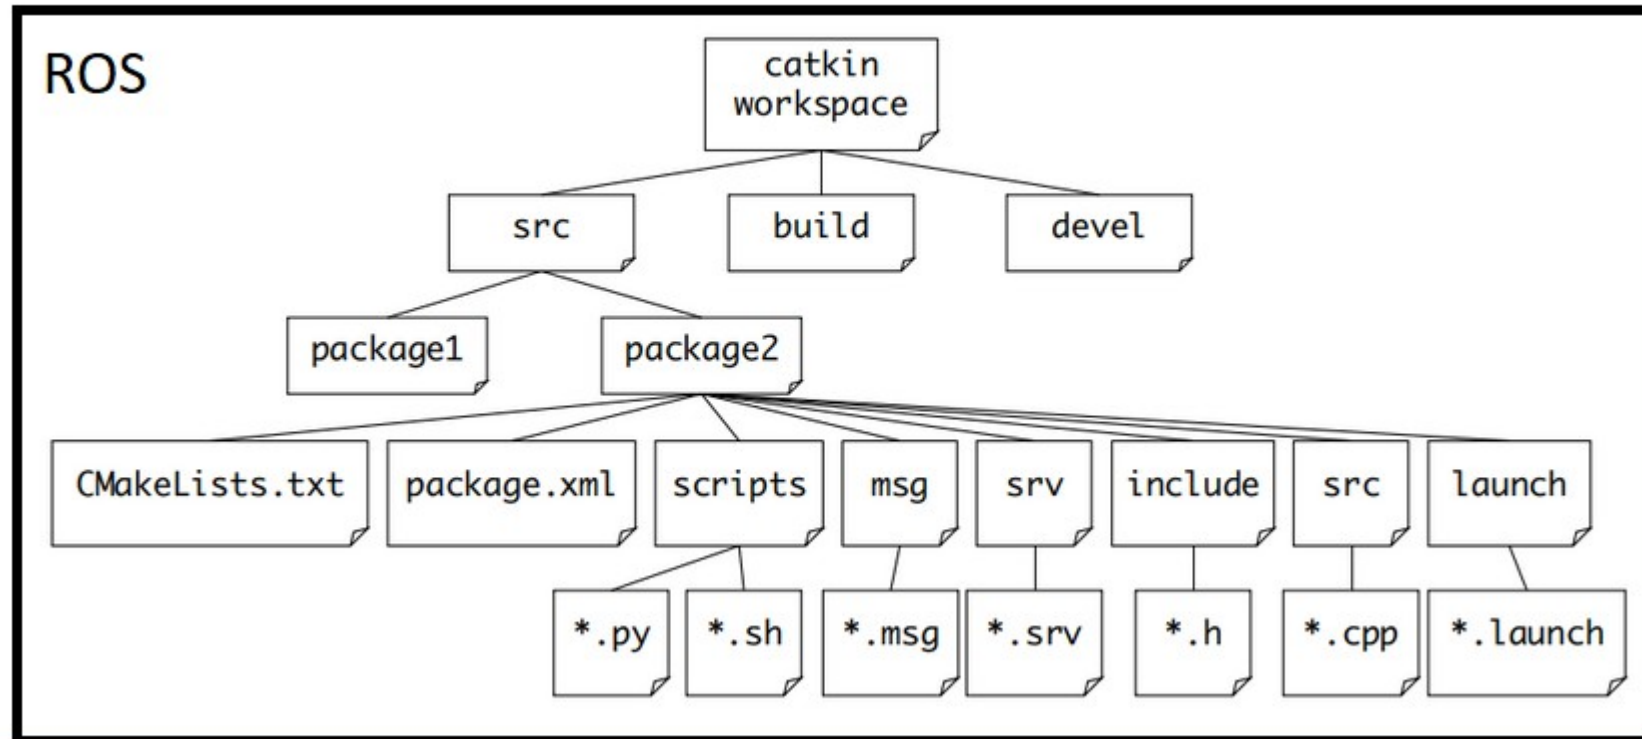 ROS
catkin
workspace
src
build
devel
package1
package2
CMakeLists.txt
package.xml
scripts
msg
srv
include
src
launch
*.py
*.sh
*.msg
*.srv
*.h
*.cpp
*.launch